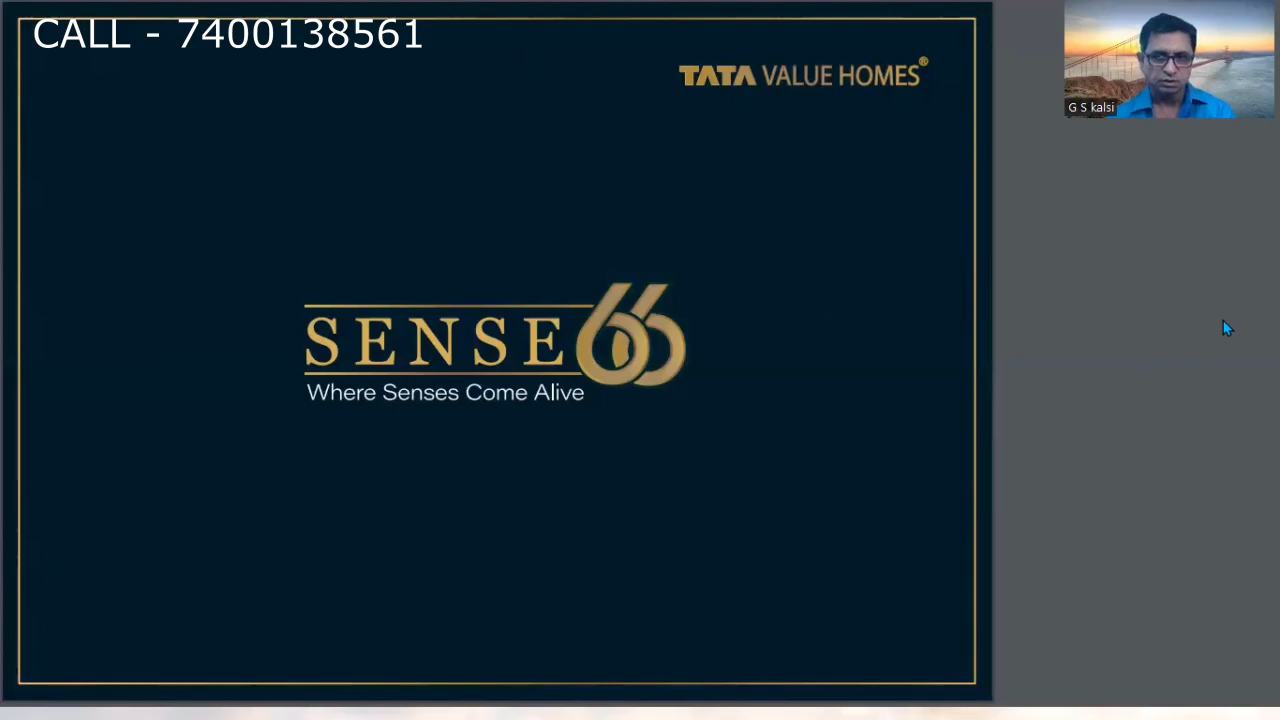 CALL - 7400138561
TATA VALUE HOMES®
G S kalsi
SENSE66
Where Senses Come Alive